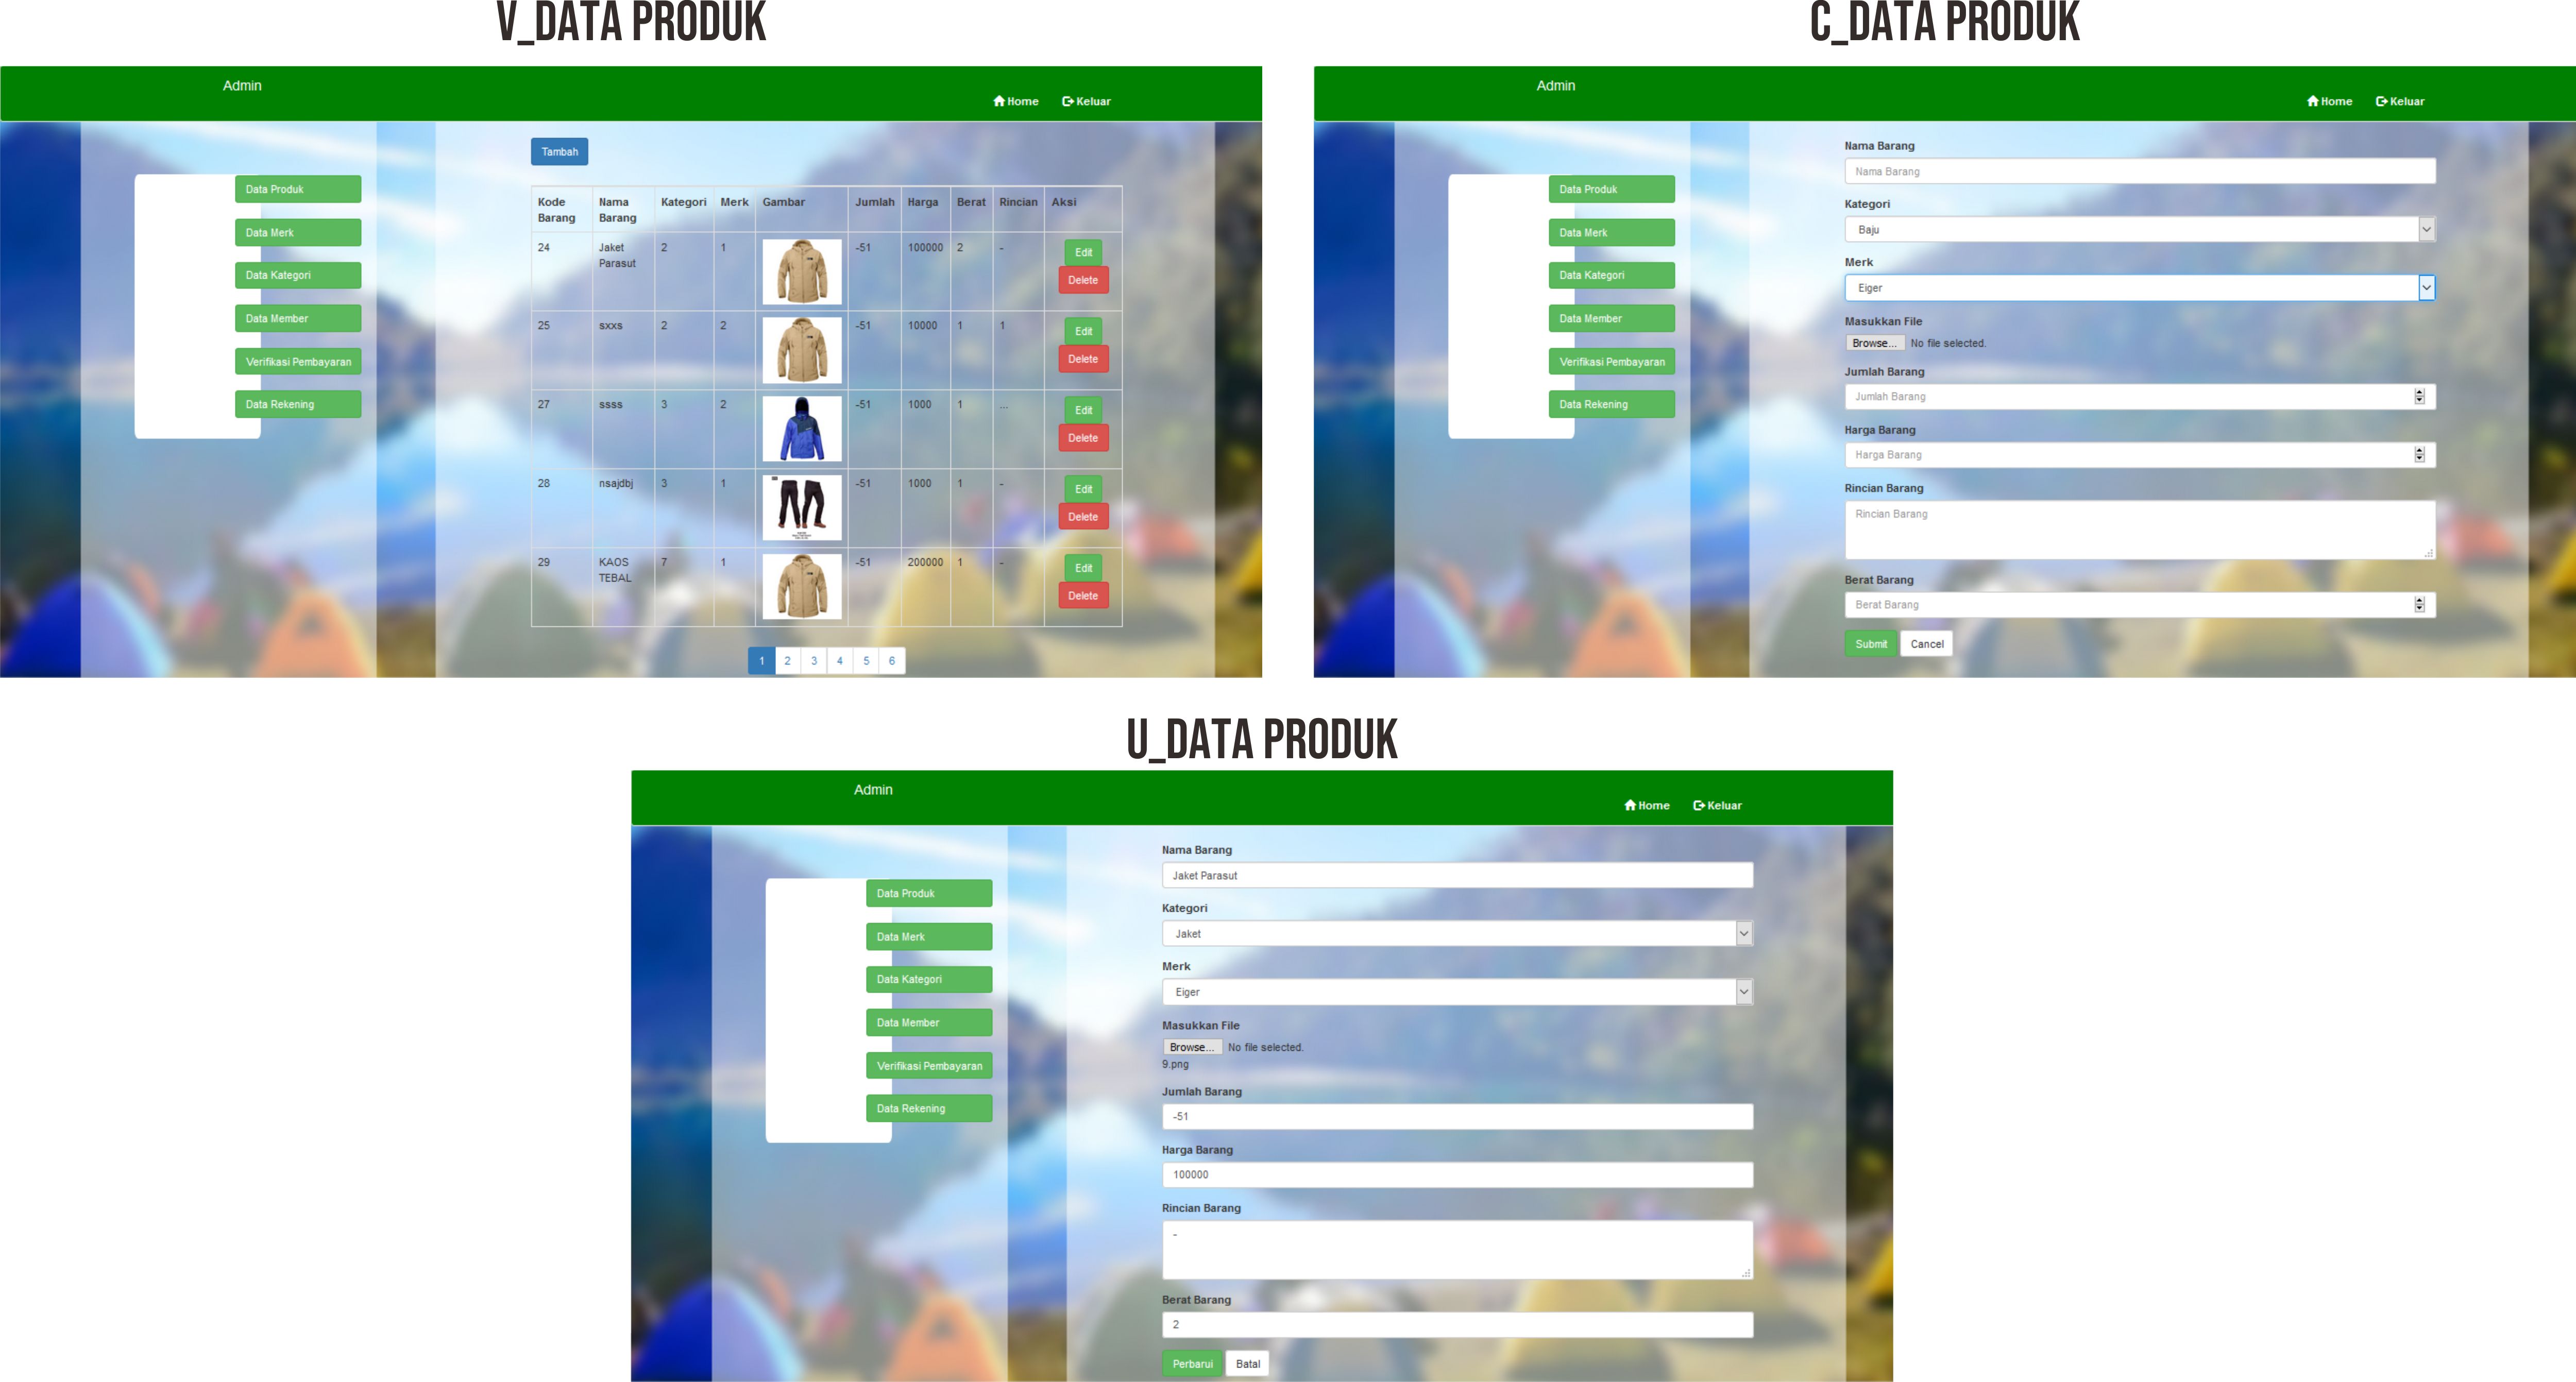 V_DATA PRODUK
Admin
Home Keluar
Data Produk
Data Merk
Data Kategori
Data Member
Verifikasi Pembayaran
Data Rekening
Tambah
Kode Barang Nama Barang Kategori Merk Gambar Jumlah Harga Berat Rincian Aksi
24 Jaket Parasut 2 1 -51 100000 2 - Edit Delete
25 sxxs 2 2 -51 10000 1 1 Edit Delete
27 ssss 3 2 -51 1000 1 ... Edit Delete
28 nsajdbj 3 1 -51 1000 1 - Edit Delete
29 KAOS TEBAL 7 1 -51 200000 1 - Edit Delete
1 2 3 4 5 6
C_DATA PRODUK
Admin
Home Keluar
Data Produk
Data Merk
Data Kategori
Data Member
Verifikasi Pembayaran
Data Rekening
Nama Barang
Nama Barang
Kategori
Baju
Merk
Eiger
Masukkan File
Browse... No file selected.
Jumlah Barang
Jumlah Barang
Harga Barang
Harga Barang
Rincian Barang
Rincian Barang
Berat Barang
Berat Barang
Submit Cancel
U_DATA PRODUK
Admin
Home Keluar
Data Produk
Data Merk
Data Kategori
Data Member
Verifikasi Pembayaran
Data Rekening
Nama Barang
Jaket Parasut
Kategori
Jaket
Merk
Eiger
Masukkan File
Browse... No file selected.
9.png
Jumlah Barang
-51
Harga Barang
100000
Rincian Barang
-
Berat Barang
2
Perbarui Batal